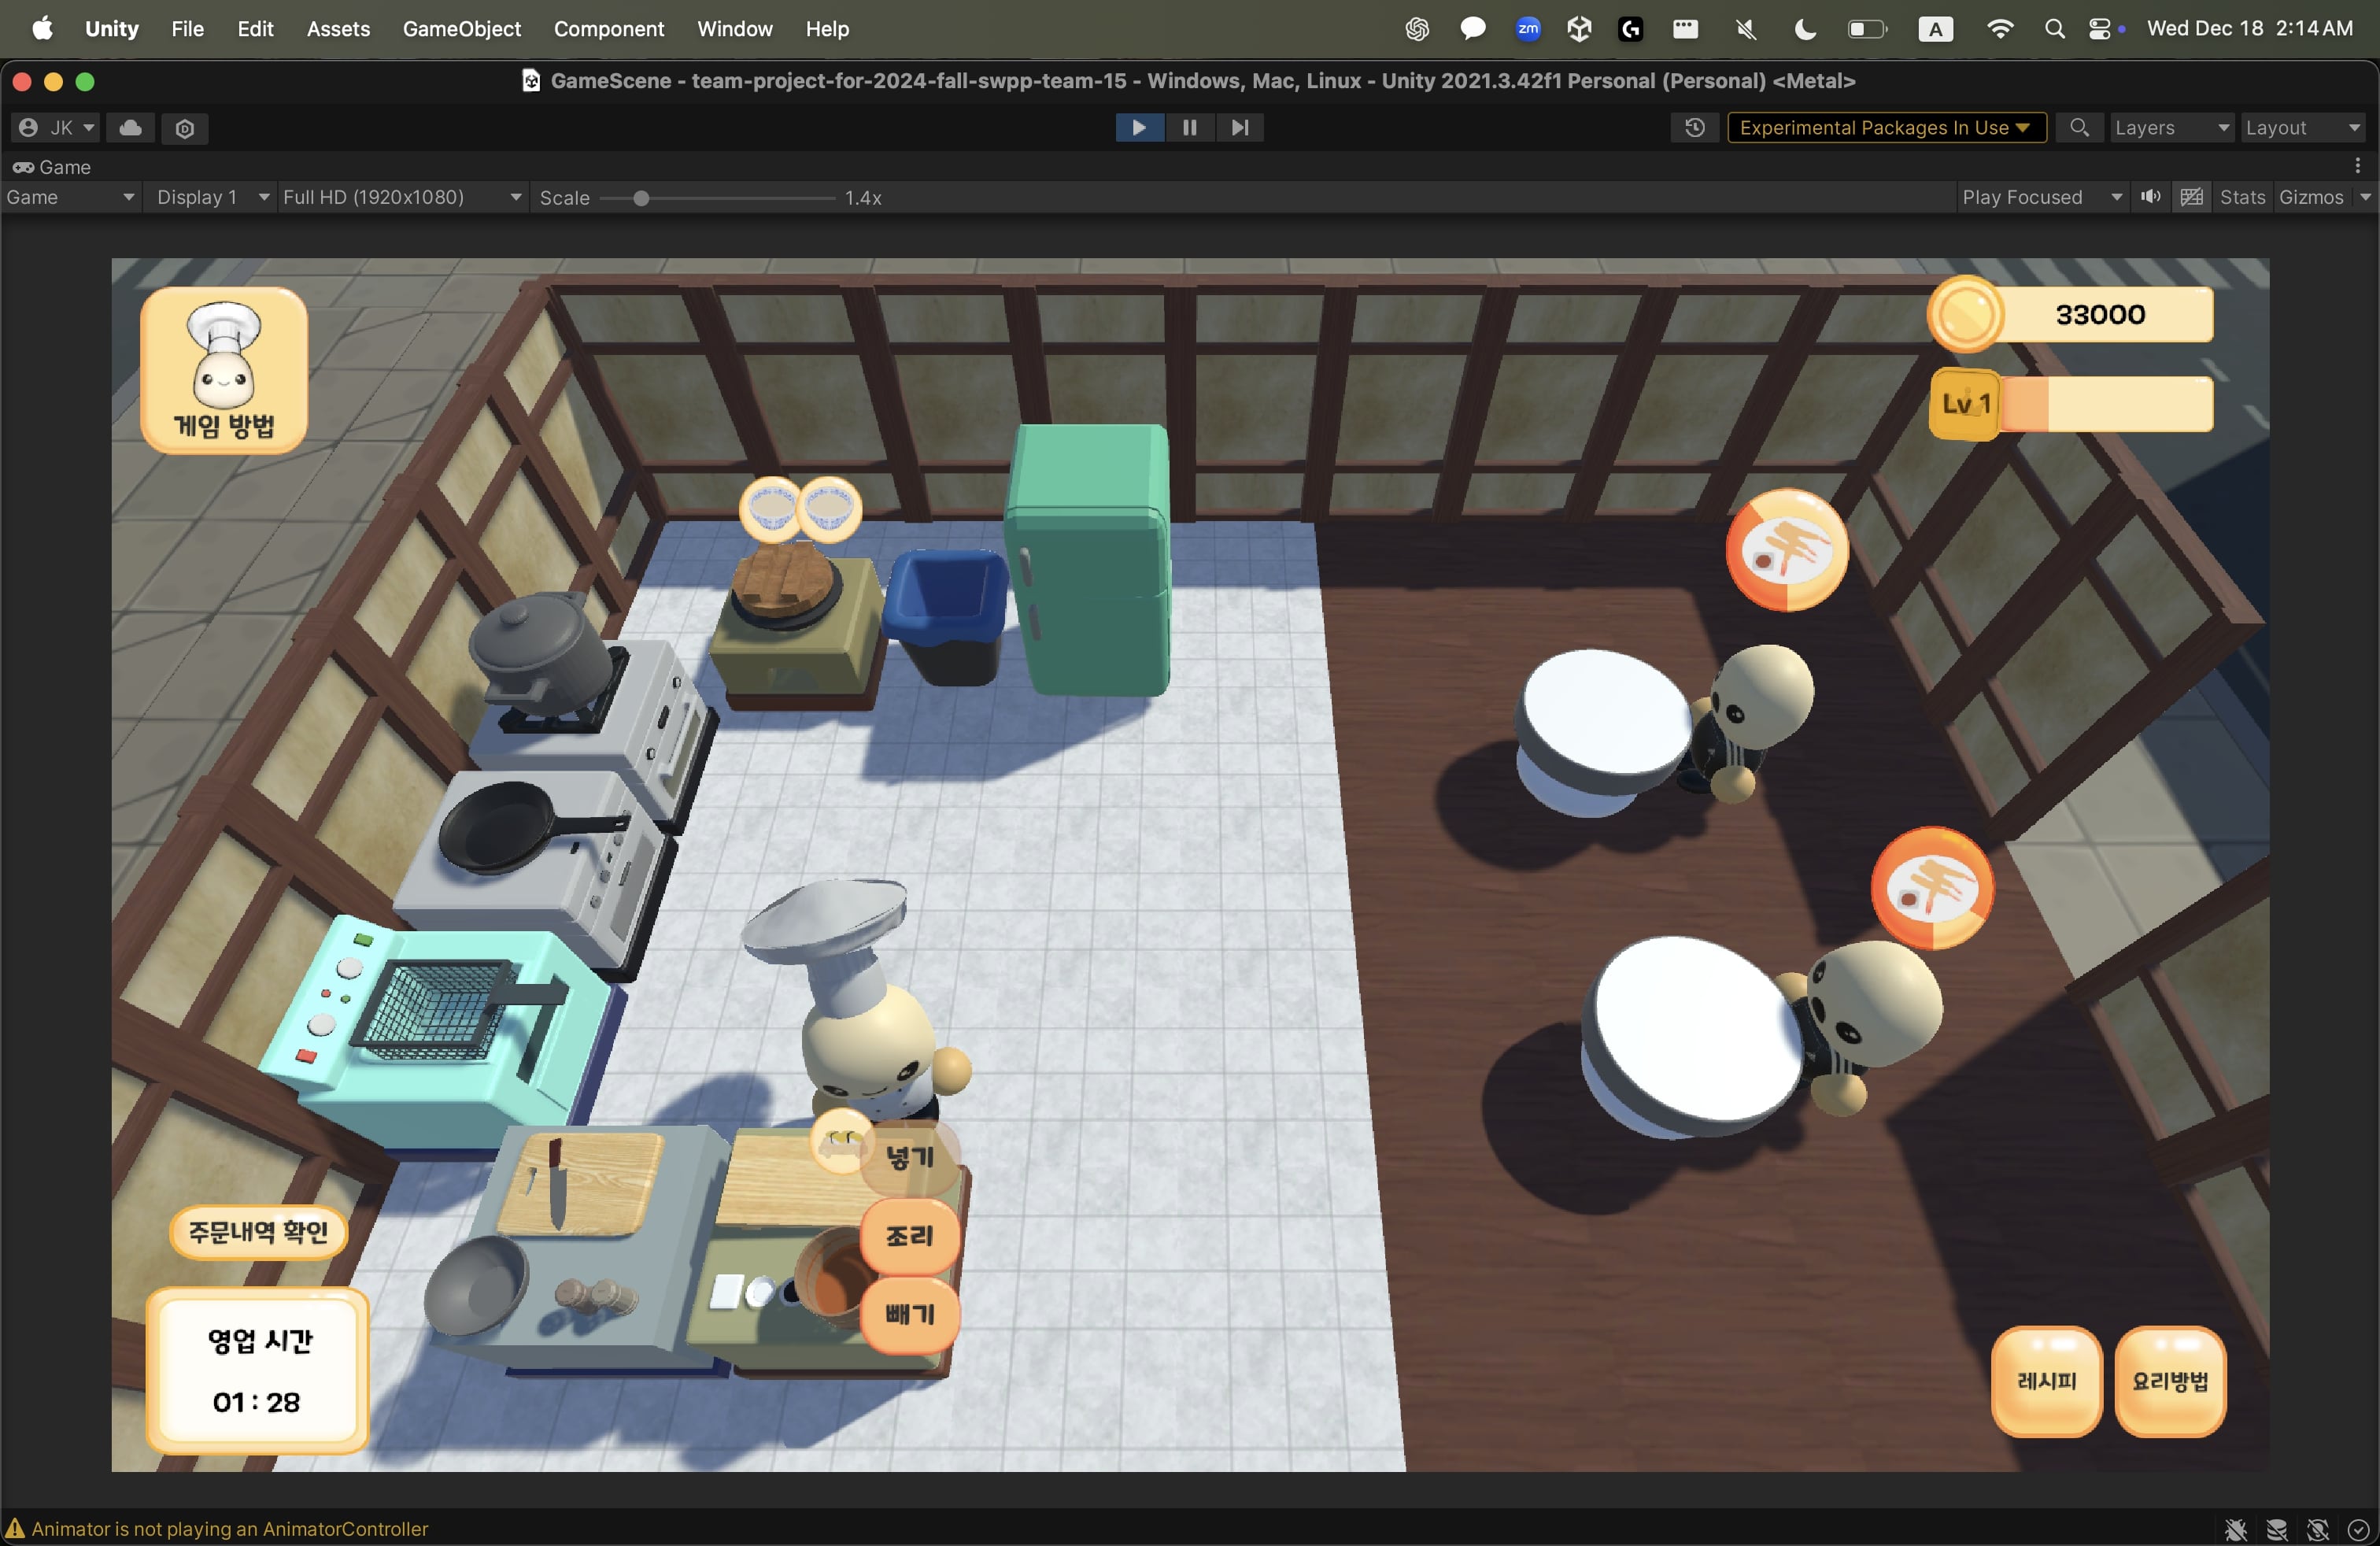 Unity File Edit Assets GameObject Component Window Help zm A Wed Dec 18 2:14 AM
GameScene - team-project-for-2024-fall-swpp-team-15 - Windows, Mac, Linux - Unity 2021.3.42f1 Personal (Personal) <Metal>
JK Experimental Packages In Use Layers Layout
Game
Game Display 1 Full HD (1920x1080) Scale 1.4x Play Focused Stats Gizmos
33000
Lv 1
게임 방법
넣기
조리
빼기
주문내역 확인
영업 시간
01 : 28
레시피
요리방법
Animator is not playing an AnimatorController